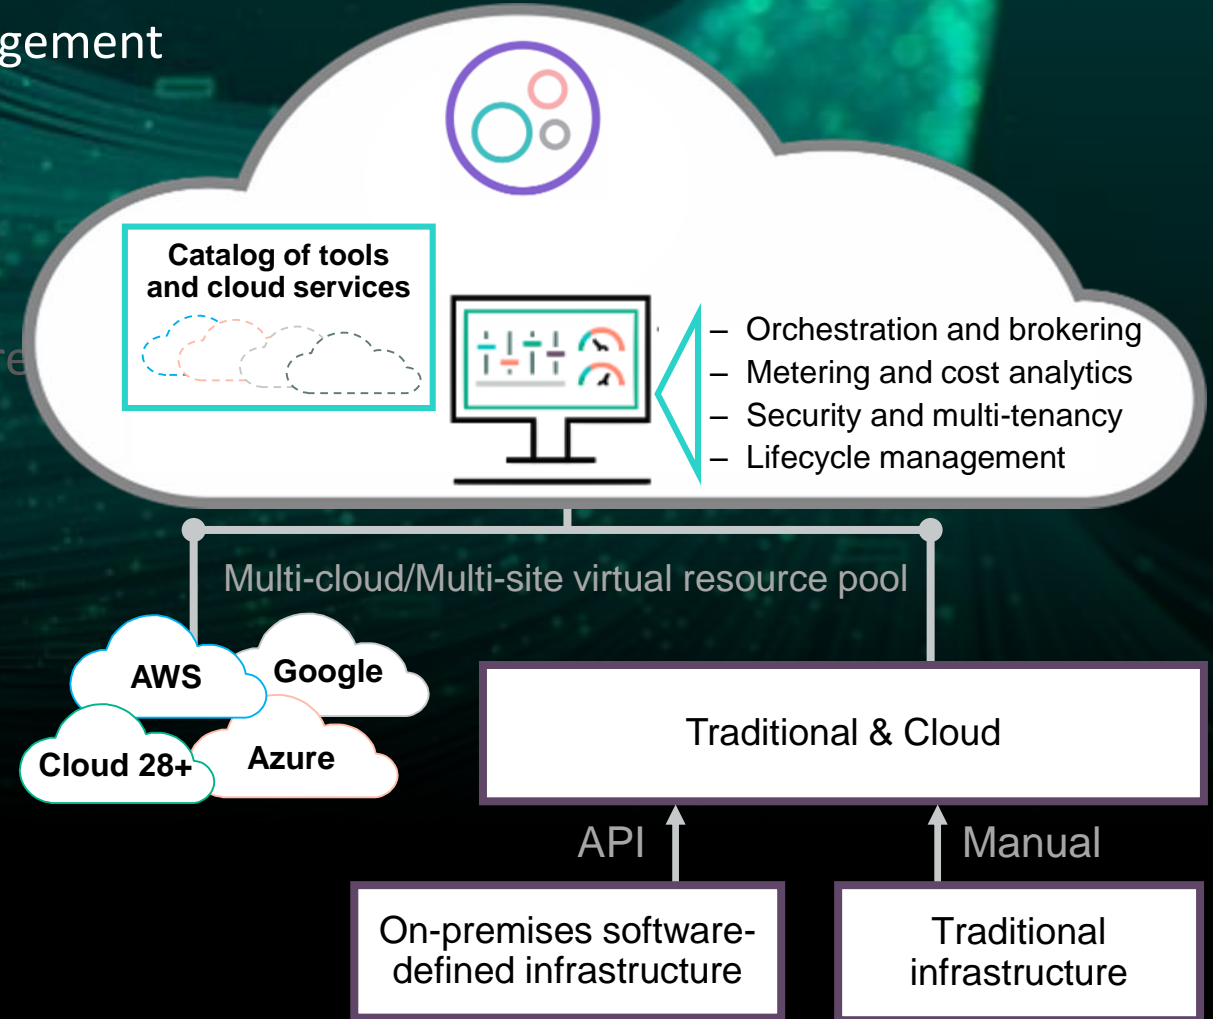 gement
Catalog of tools
and cloud services
re
– Orchestration and brokering
– Metering and cost analytics
– Security and multi-tenancy
– Lifecycle management
Multi-cloud/Multi-site virtual resource pool
AWS
Google
Cloud 28+
Azure
Traditional & Cloud
API
Manual
On-premises software-
defined infrastructure
Traditional
infrastructure